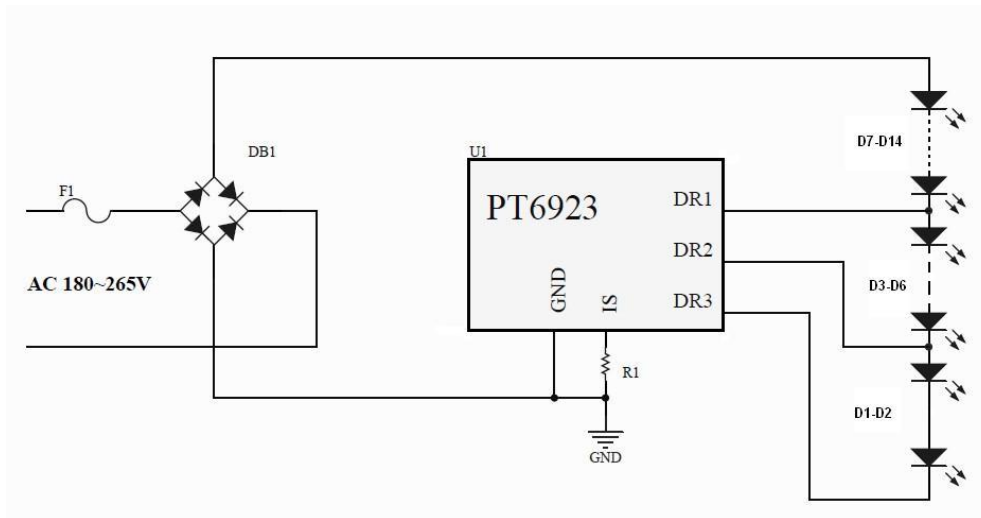 DB1
U1
D7-D14
F1
PT6923
DR1
DR2
AC 180~265V
GND
IS
DR3
D3-D6
R1
D1-D2
GND